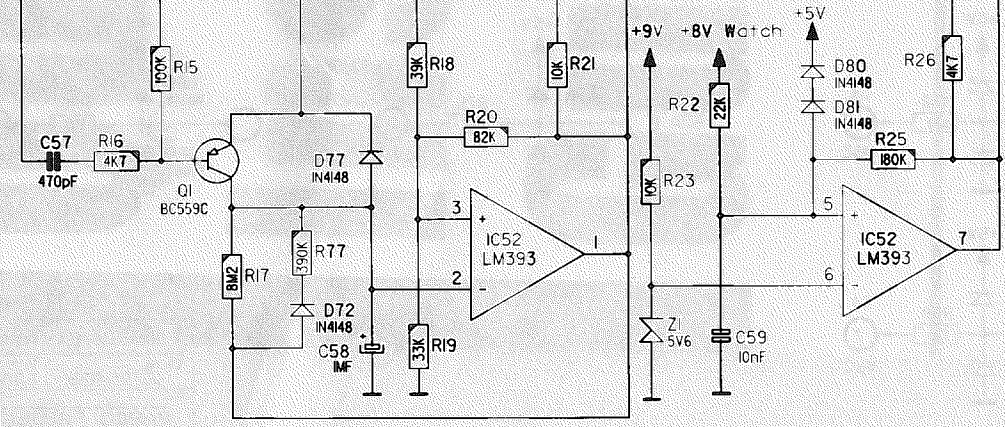 +5V
+9V
+8V Watch
R15
100K
R18
39K
R21
10K
R22
22K
D80
IN4148
D81
IN4148
R26
4K7
C57
470pF
R16
4K7
R20
82K
R25
180K
D77
IN4148
Q1
BC559C
R23
10K
3
+
IC52
LM393
1
2
-
5
+
IC52
LM393
7
6
-
R77
390K
R17
8M2
D72
IN4148
+
C58
1MF
R19
33K
Z1
5V6
C59
10nF